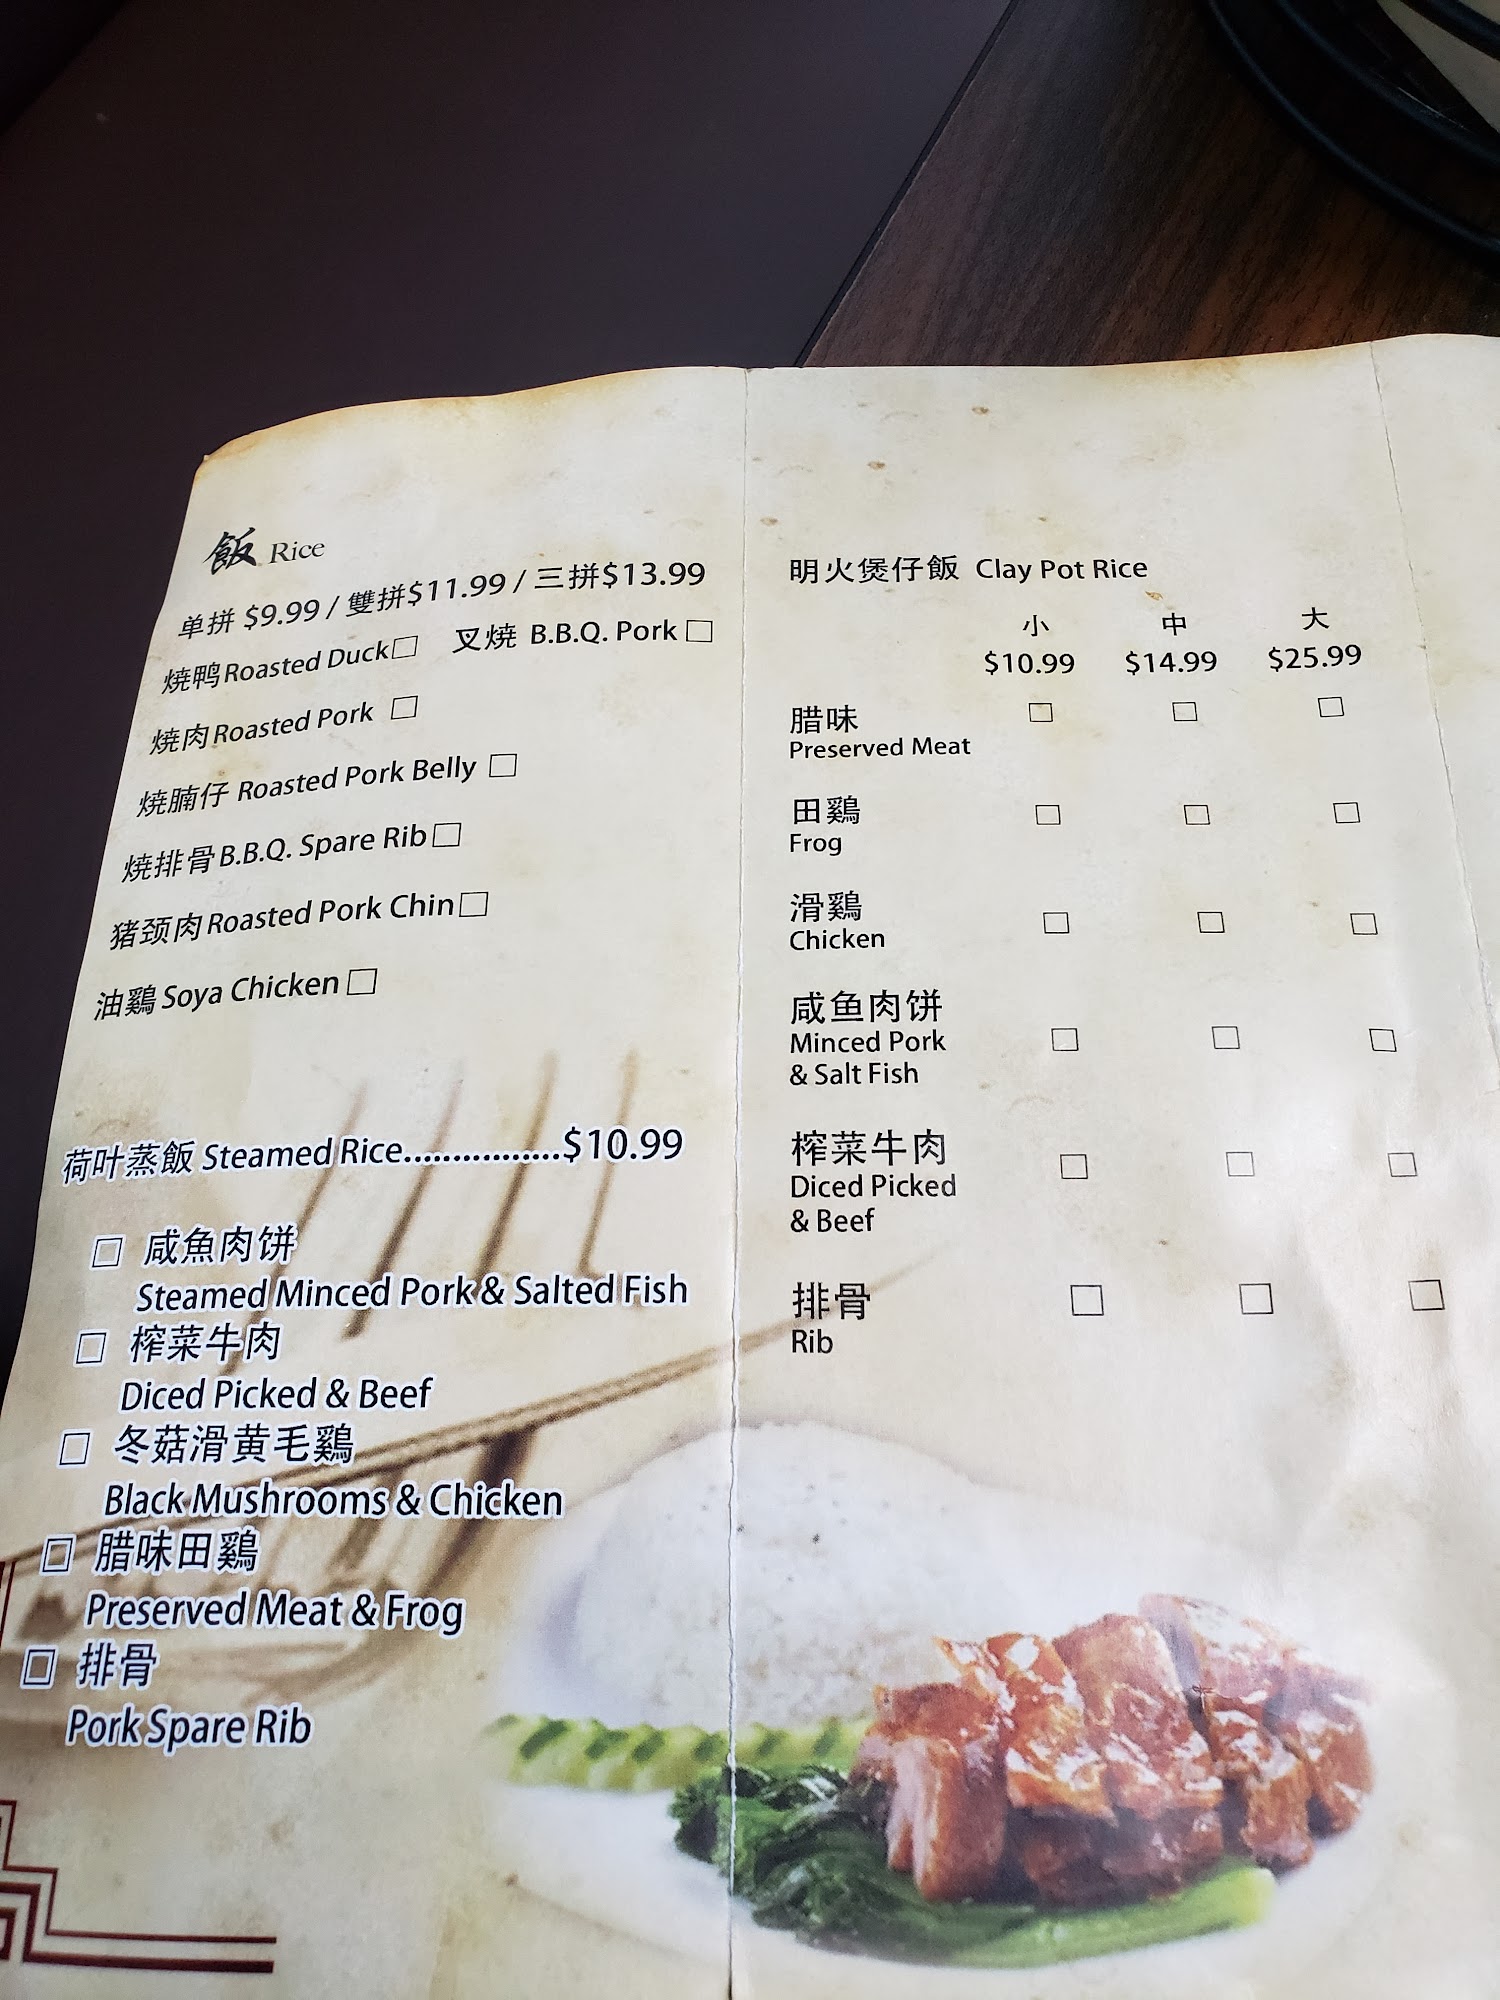 飯 Rice
单拼 $9.99 / 雙拼$11.99 / 三拼$13.99
燒鸭 Roasted Duck□ 叉燒 B.B.Q. Pork □
燒肉 Roasted Pork □
燒腩仔 Roasted Pork Belly □
燒排骨 B.B.Q. Spare Rib □
猪颈肉 Roasted Pork Chin □
油鷄 Soya Chicken □
荷叶蒸飯 Steamed Rice................$10.99
□ 咸魚肉饼
Steamed Minced Pork & Salted Fish
□ 榨菜牛肉
Diced Picked & Beef
□ 冬菇滑黄毛鷄
Black Mushrooms & Chicken
□ 腊味田鷄
Preserved Meat & Frog
□ 排骨
Pork Spare Rib
明火煲仔飯 Clay Pot Rice
小 中 大
$10.99 $14.99 $25.99
腊味 □ □ □
Preserved Meat
田鷄 □ □ □
Frog
滑鷄 □ □ □
Chicken
咸鱼肉饼
Minced Pork □ □ □
& Salt Fish
榨菜牛肉 □ □ □
Diced Picked
& Beef
排骨 □ □ □
Rib